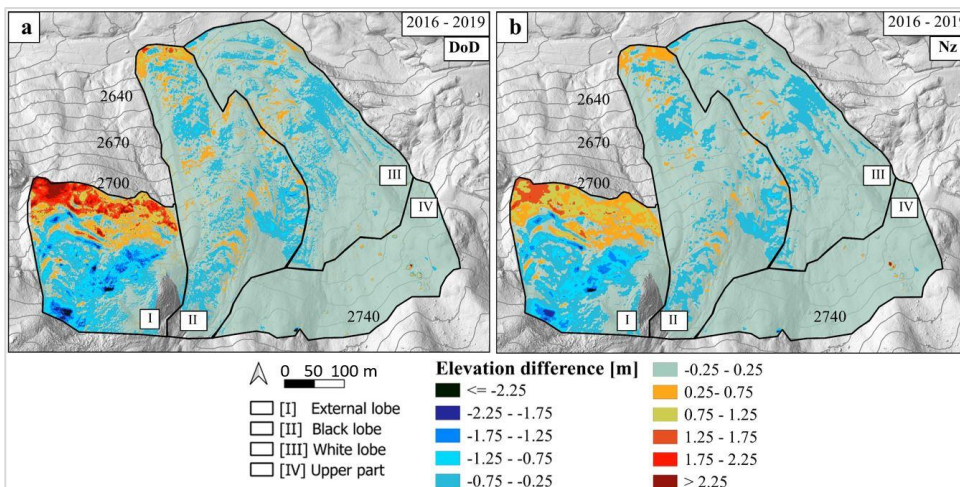 a
2016 - 2019
DoD
2640
2670
2700
2740
I
II
III
IV
b
2016 - 2019
Nz
2640
2670
2700
2740
I
II
III
IV
0 50 100 m
[I] External lobe
[II] Black lobe
[III] White lobe
[IV] Upper part
Elevation difference [m]
<= -2.25
-2.25 - -1.75
-1.75 - -1.25
-1.25 - -0.75
-0.75 - -0.25
-0.25 - 0.25
0.25- 0.75
0.75 - 1.25
1.25 - 1.75
1.75 - 2.25
> 2.25